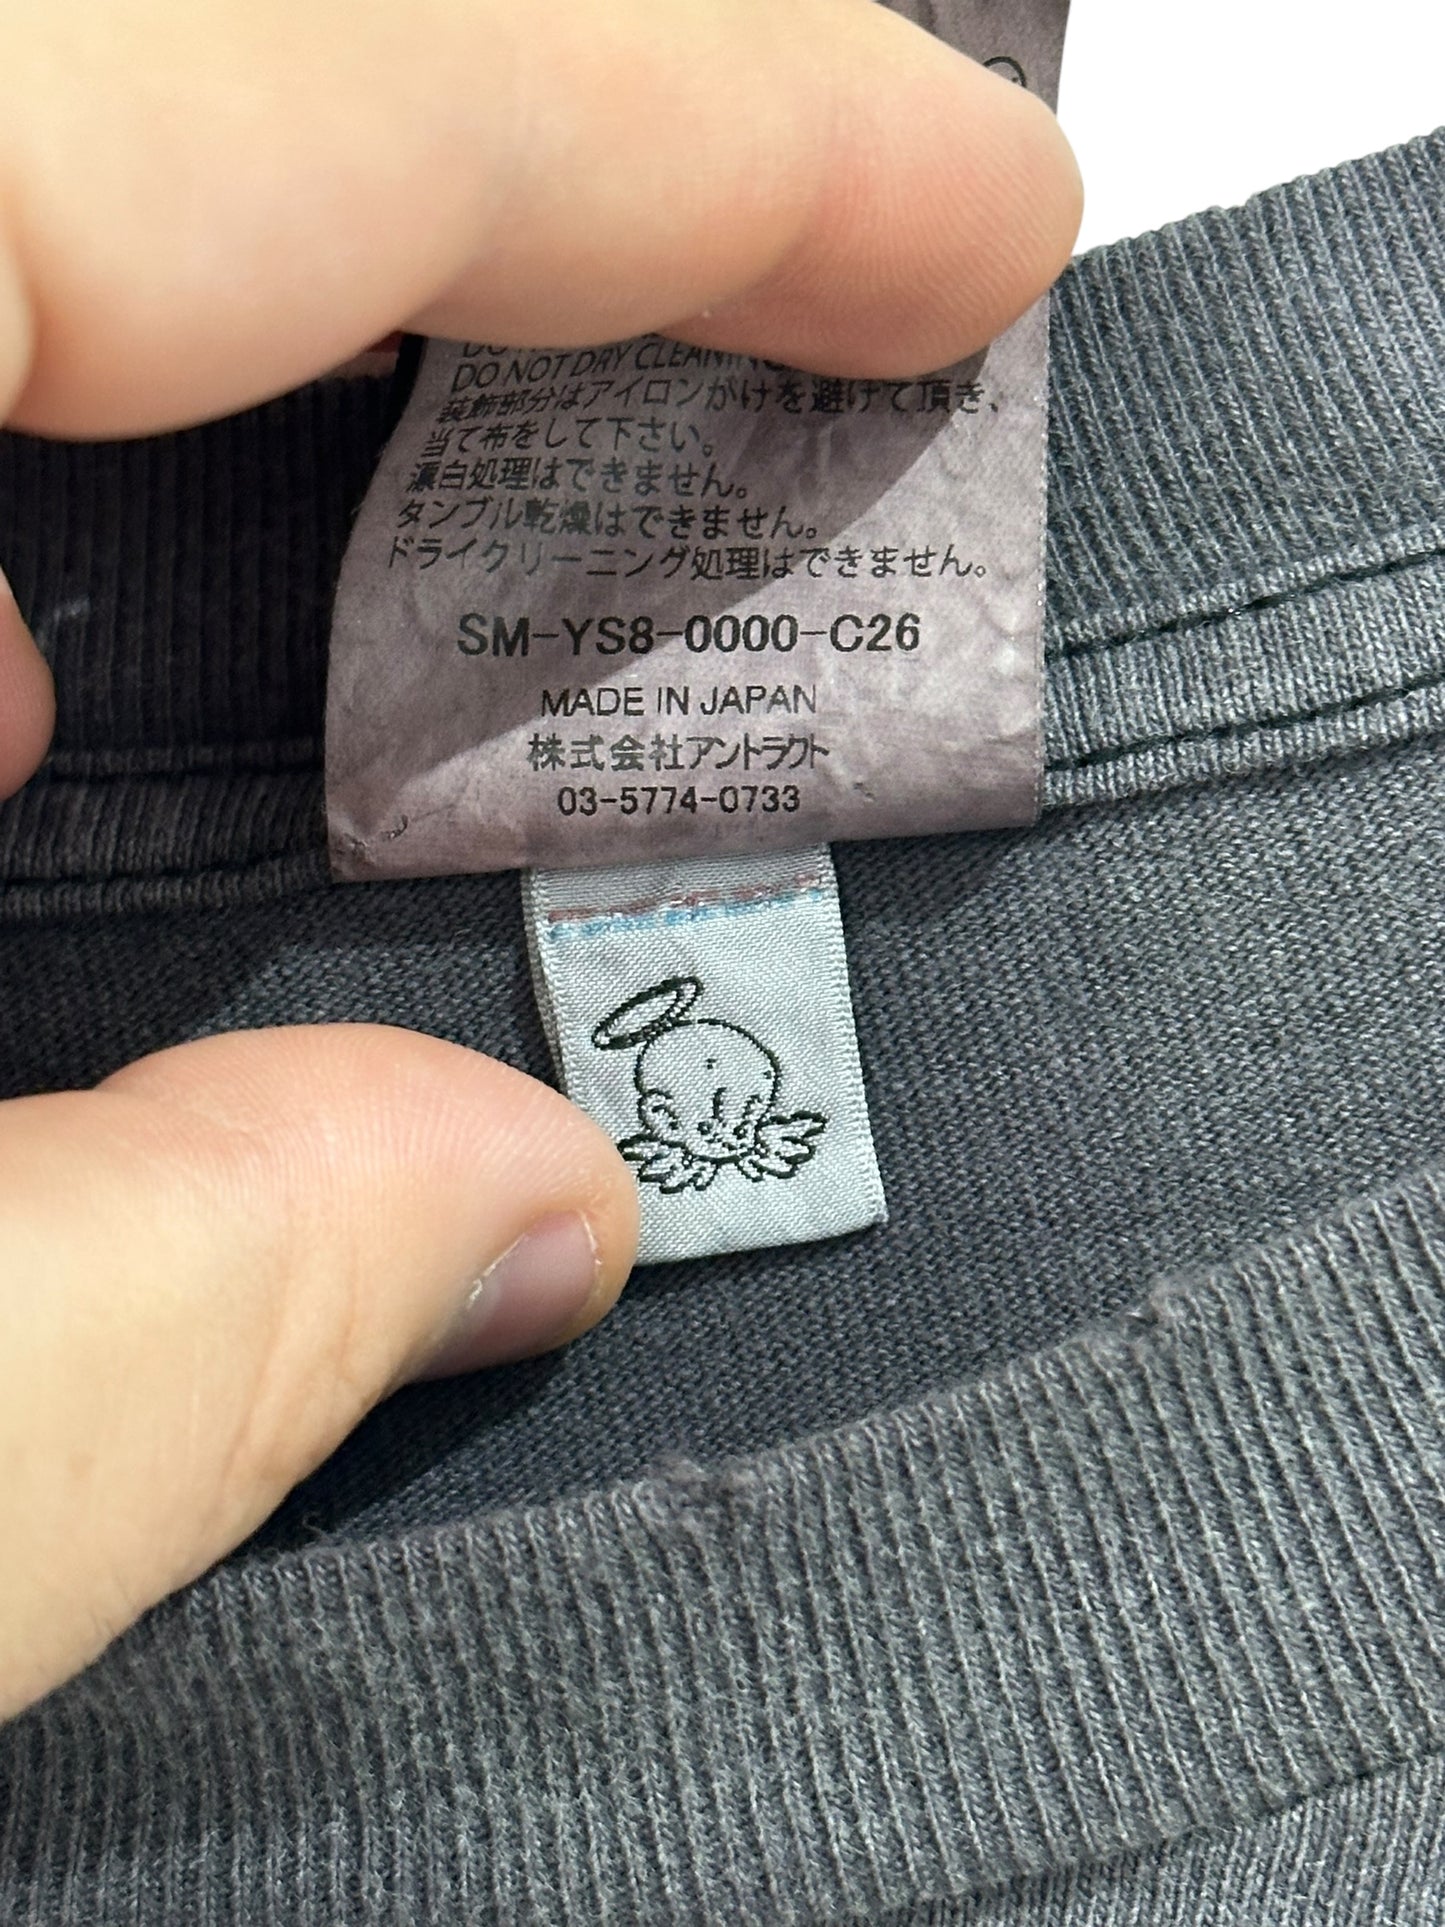 DO NOT DRY CLEANING
装飾部分はアイロンがけを避けて頂き、
当て布をして下さい。
漂白処理はできません。
タンブル乾燥はできません。
ドライクリーニング処理はできません。
SM-YS8-0000-C26
MADE IN JAPAN
株式会社アントラクト
03-5774-0733